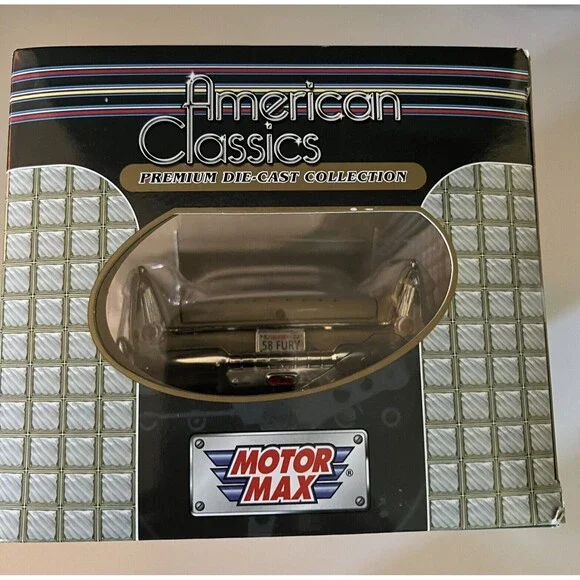 American
Classics
PREMIUM DIE-CAST COLLECTION
58 FURY
MOTOR
MAX
®